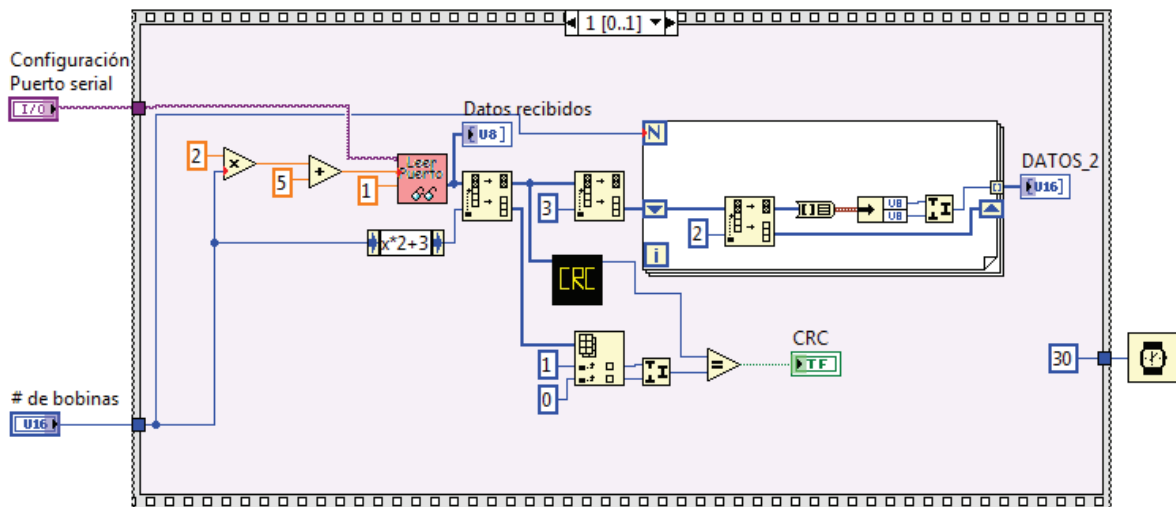 1 [0..1]
Configuración
Puerto serial
I/O
Datos recibidos
U8]
N
2
x
5
+
1
Leer
Puerto
3
DATOS_2
U16]
U8
U8
2
x*2+3
i
CRC
CRC
1
=
TF
0
30
# de bobinas
U16